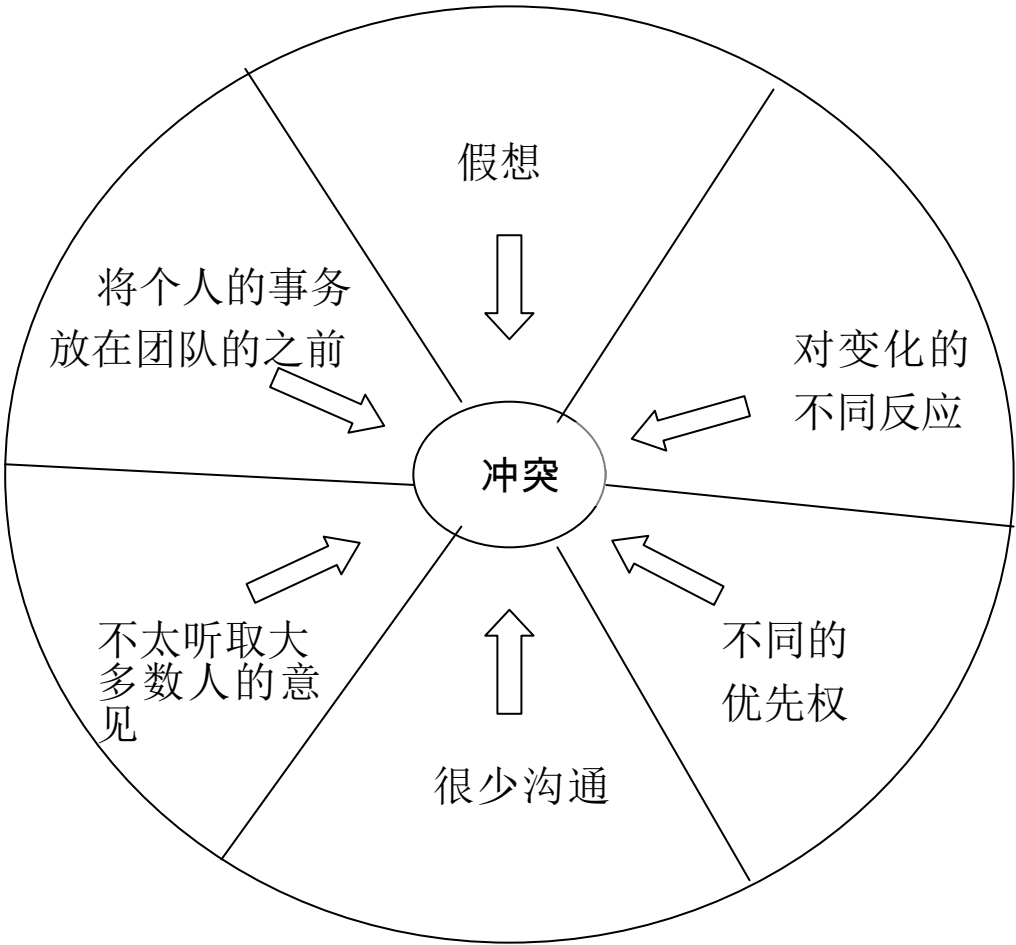 假想
将个人的事务
放在团队的之前
对变化的
不同反应
冲突
不太听取大
多数人的意
见
不同的
优先权
很少沟通